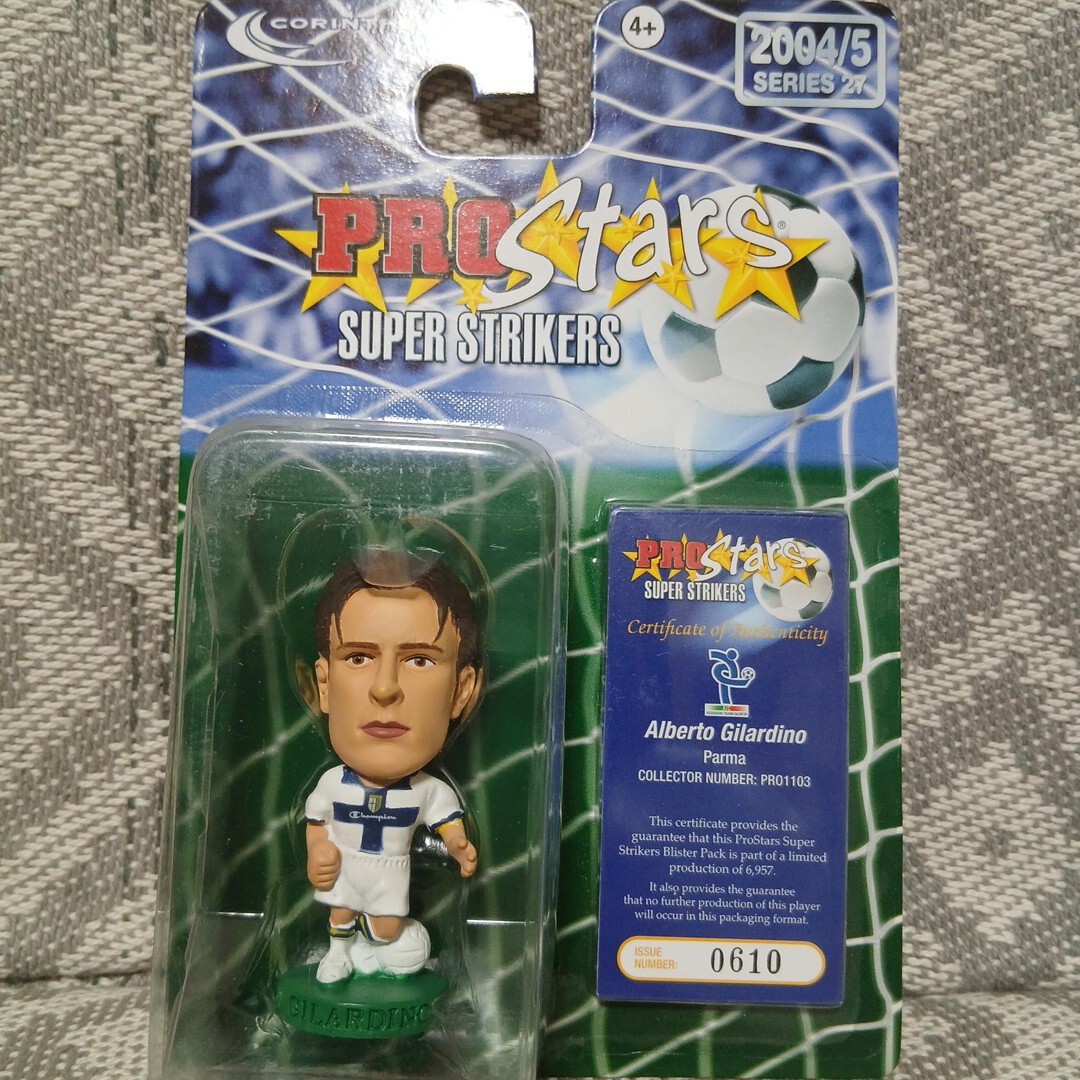 CORINTH
4+
2004/5
SERIES 27
PROStars®
SUPER STRIKERS
PROStars
SUPER STRIKERS
Certificate of Authenticity
Alberto Gilardino
Parma
COLLECTOR NUMBER: PRO1103
This certificate provides the
guarantee that this ProStars Super
Strikers Blister Pack is part of a limited
production of 6,957.
It also provides the guarantee
that no further production of this player
will occur in this packaging format.
ISSUE
NUMBER: 0610
Champion
GILARDINO